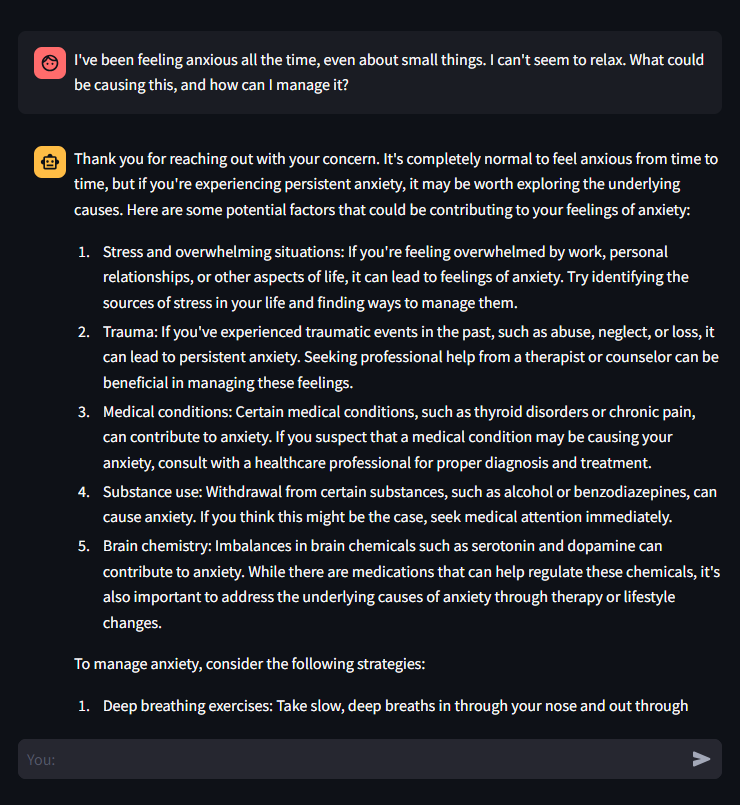 I've been feeling anxious all the time, even about small things. I can't seem to relax. What could
be causing this, and how can I manage it?
Thank you for reaching out with your concern. It's completely normal to feel anxious from time to
time, but if you're experiencing persistent anxiety, it may be worth exploring the underlying
causes. Here are some potential factors that could be contributing to your feelings of anxiety:
1. Stress and overwhelming situations: If you're feeling overwhelmed by work, personal
relationships, or other aspects of life, it can lead to feelings of anxiety. Try identifying the
sources of stress in your life and finding ways to manage them.
2. Trauma: If you've experienced traumatic events in the past, such as abuse, neglect, or loss, it
can lead to persistent anxiety. Seeking professional help from a therapist or counselor can be
beneficial in managing these feelings.
3. Medical conditions: Certain medical conditions, such as thyroid disorders or chronic pain,
can contribute to anxiety. If you suspect that a medical condition may be causing your
anxiety, consult with a healthcare professional for proper diagnosis and treatment.
4. Substance use: Withdrawal from certain substances, such as alcohol or benzodiazepines, can
cause anxiety. If you think this might be the case, seek medical attention immediately.
5. Brain chemistry: Imbalances in brain chemicals such as serotonin and dopamine can
contribute to anxiety. While there are medications that can help regulate these chemicals, it's
also important to address the underlying causes of anxiety through therapy or lifestyle
changes.
To manage anxiety, consider the following strategies:
1. Deep breathing exercises: Take slow, deep breaths in through your nose and out through
You: